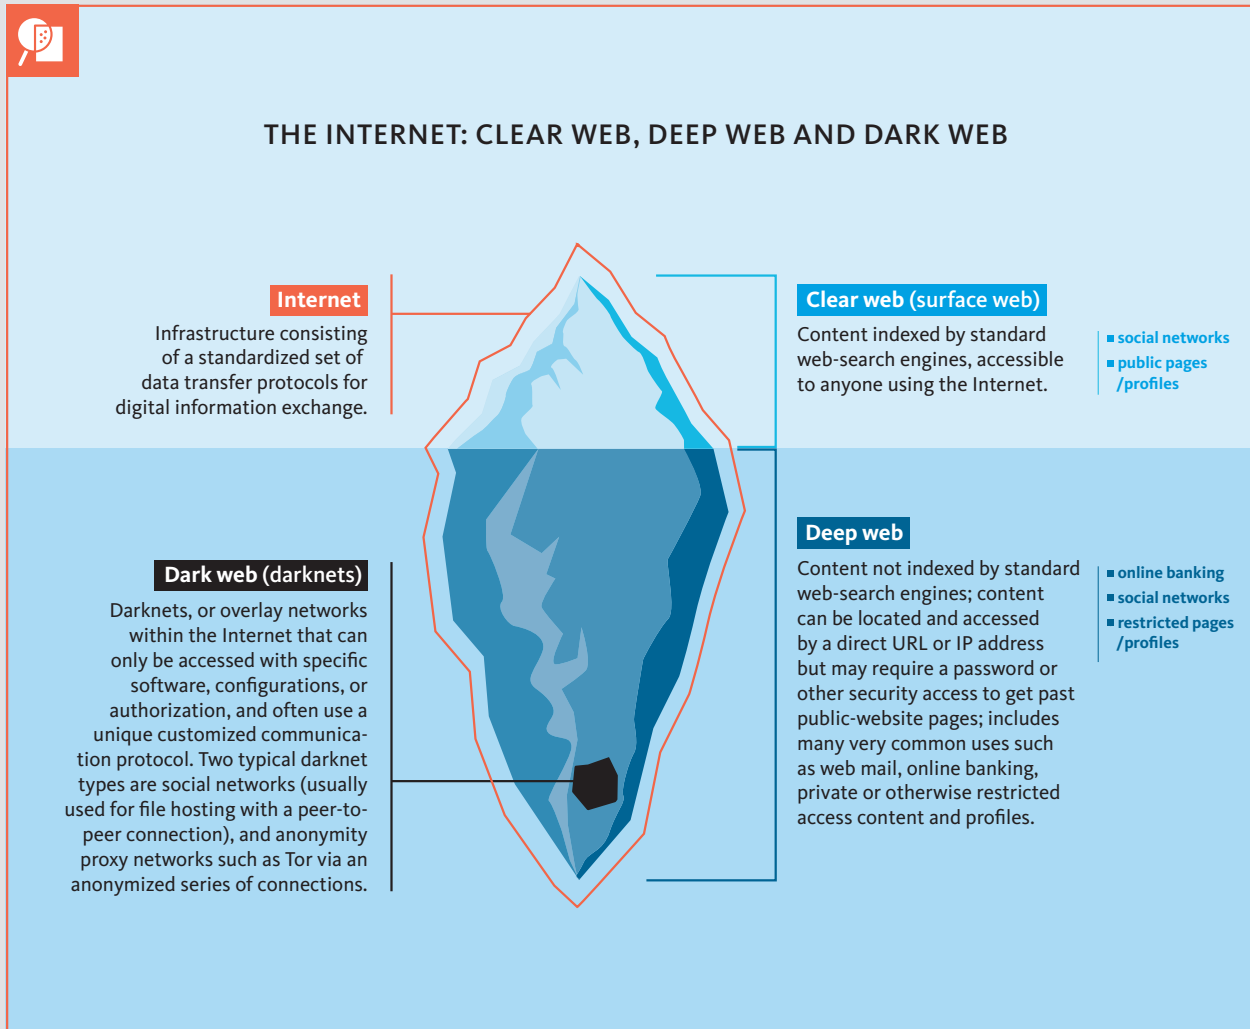 THE INTERNET: CLEAR WEB, DEEP WEB AND DARK WEB
Internet
Infrastructure consisting
of a standardized set of
data transfer protocols for
digital information exchange.
Clear web (surface web)
Content indexed by standard
web-search engines, accessible
to anyone using the Internet.
social networks
public pages
/profiles
Dark web (darknets)
Darknets, or overlay networks
within the Internet that can
only be accessed with specific
software, configurations, or
authorization, and often use a
unique customized communica-
tion protocol. Two typical darknet
types are social networks (usually
used for file hosting with a peer-to-
peer connection), and anonymity
proxy networks such as Tor via an
anonymized series of connections.
Deep web
Content not indexed by standard
web-search engines; content
can be located and accessed
by a direct URL or IP address
but may require a password or
other security access to get past
public-website pages; includes
many very common uses such
as web mail, online banking,
private or otherwise restricted
access content and profiles.
online banking
social networks
restricted pages
/profiles